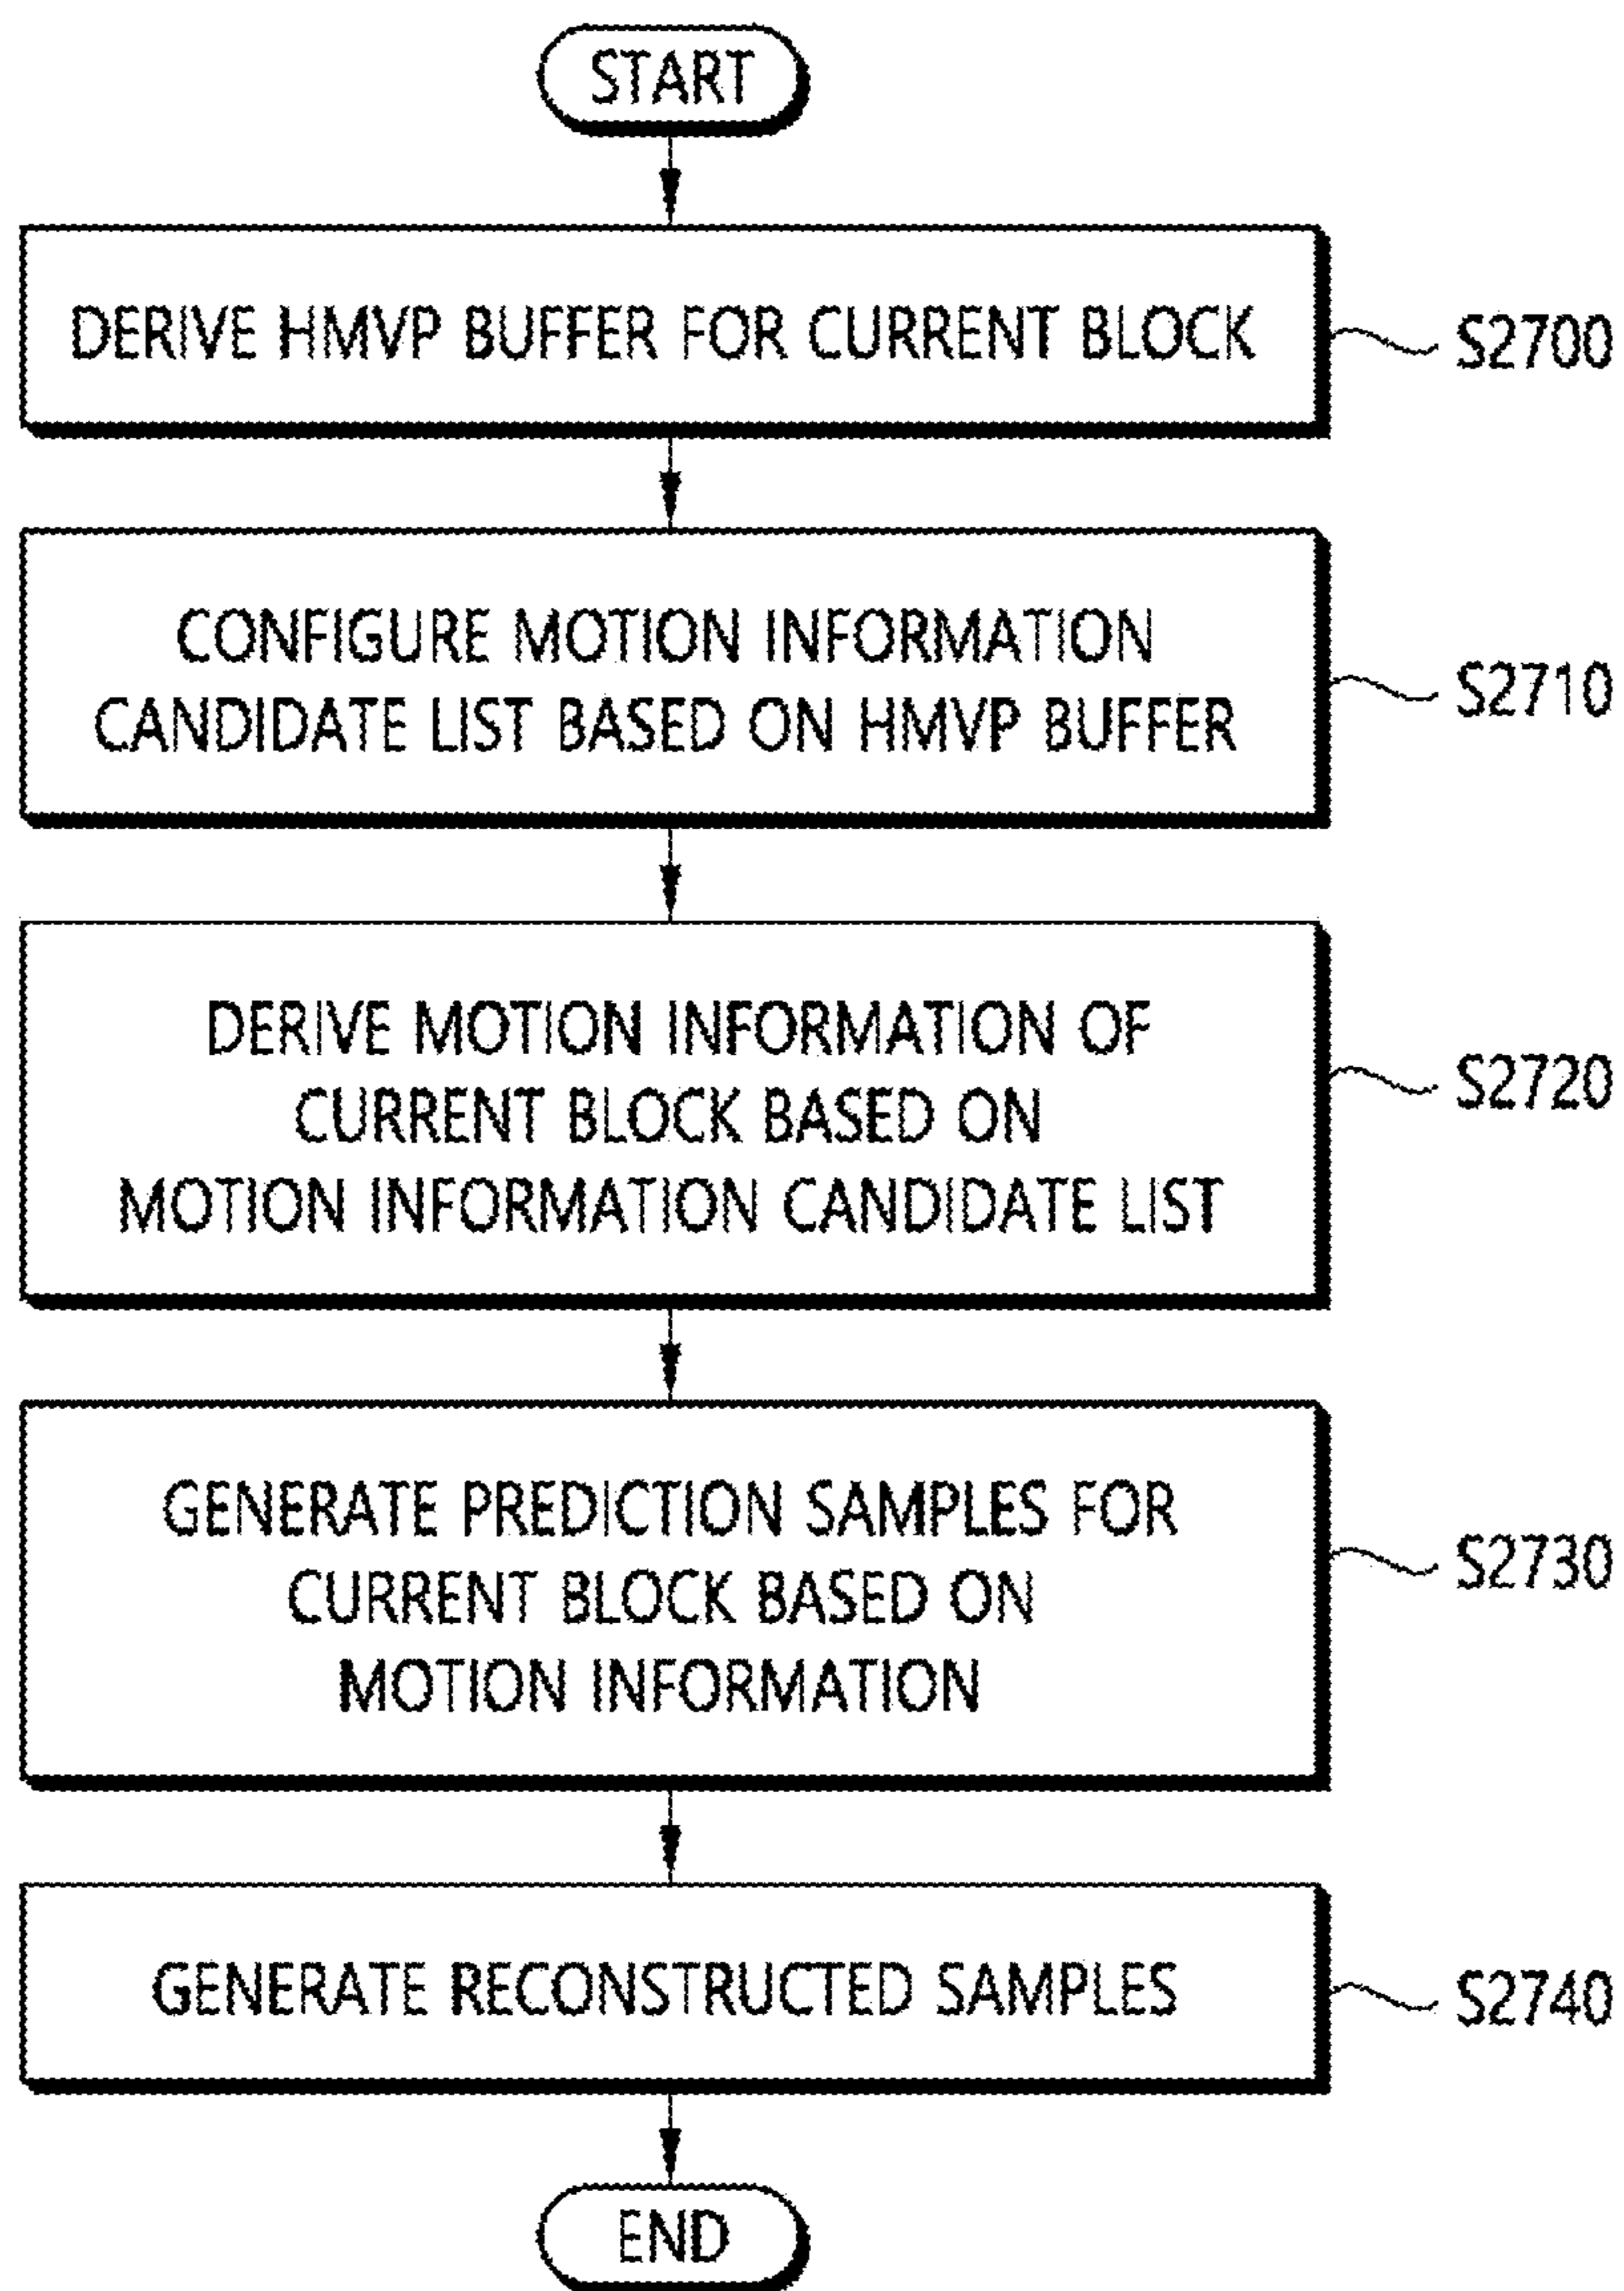 START
DERIVE HMVP BUFFER FOR CURRENT BLOCK
S2700
CONFIGURE MOTION INFORMATION
CANDIDATE LIST BASED ON HMVP BUFFER
S2710
DERIVE MOTION INFORMATION OF
CURRENT BLOCK BASED ON
MOTION INFORMATION CANDIDATE LIST
S2720
GENERATE PREDICTION SAMPLES FOR
CURRENT BLOCK BASED ON
MOTION INFORMATION
S2730
GENERATE RECONSTRUCTED SAMPLES
S2740
END